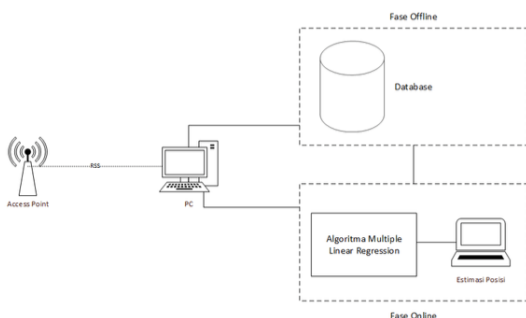 Fase Offline
Database
RSS
Access Point
PC
Algoritma Multiple
Linear Regression
Estimasi Posisi
Fase Online